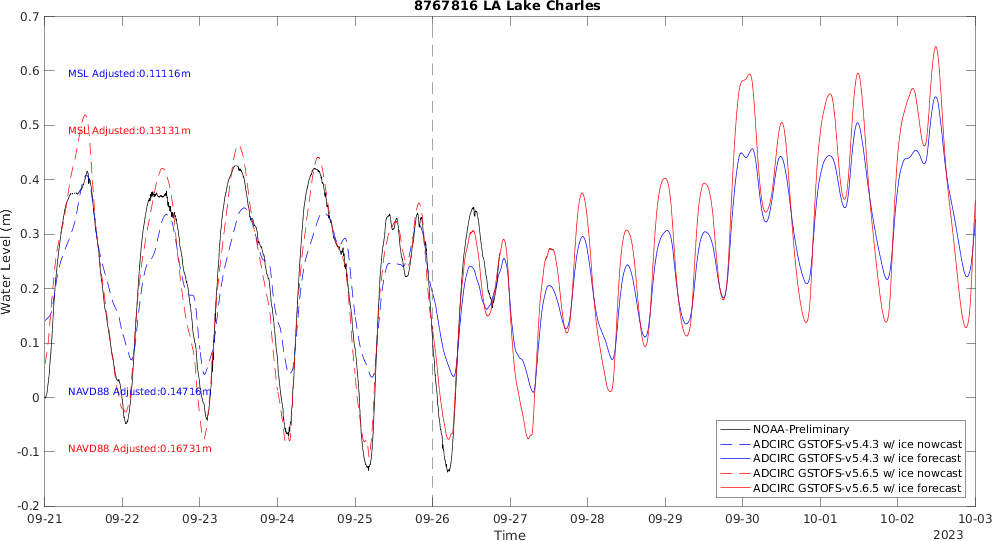 8767816 LA Lake Charles
0.7
0.6
0.5
0.4
0.3
0.2
0.1
0
-0.1
-0.2
Water Level (m)
MSL Adjusted:0.11116m
MSL Adjusted:0.13131m
NAVD88 Adjusted:0.14716m
NAVD88 Adjusted:0.16731m
NOAA-Preliminary
ADCIRC GSTOFS-v5.4.3 w/ ice nowcast
ADCIRC GSTOFS-v5.4.3 w/ ice forecast
ADCIRC GSTOFS-v5.6.5 w/ ice nowcast
ADCIRC GSTOFS-v5.6.5 w/ ice forecast
09-21 09-22 09-23 09-24 09-25 09-26 09-27 09-28 09-29 09-30 10-01 10-02 10-03
Time
2023